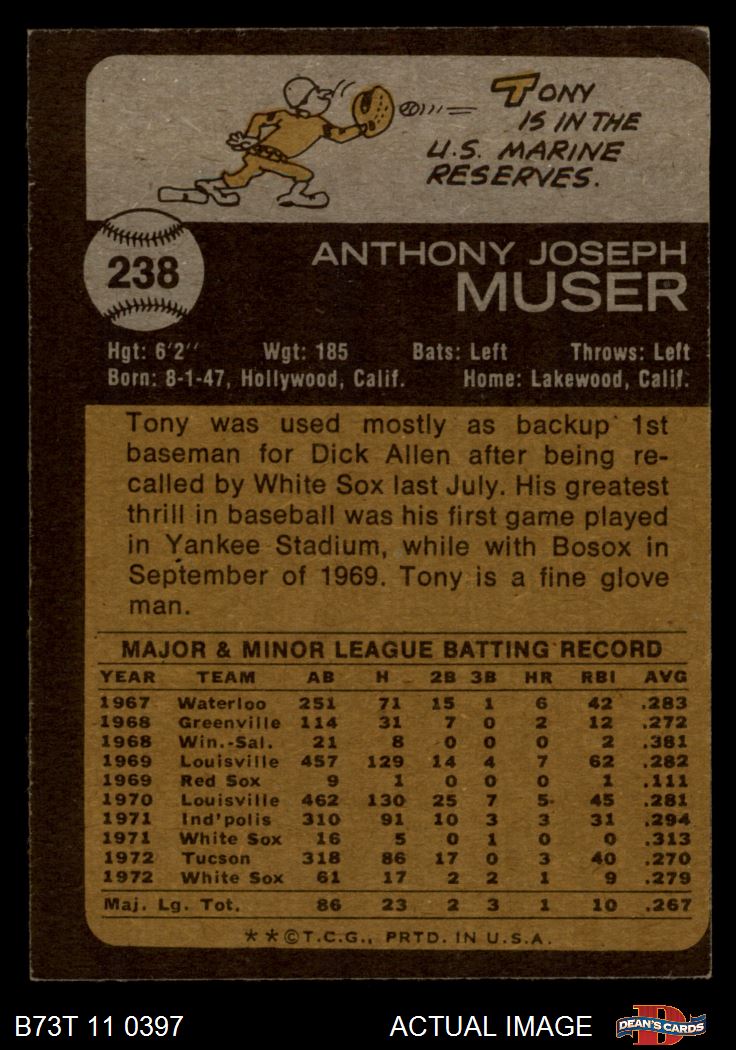 TONY
IS IN THE
U.S. MARINE
RESERVES.
238
ANTHONY JOSEPH
MUSER
Hgt: 6'2" Wgt: 185 Bats: Left Throws: Left
Born: 8-1-47, Hollywood, Calif. Home: Lakewood, Calif.
Tony was used mostly as backup 1st
baseman for Dick Allen after being re-
called by White Sox last July. His greatest
thrill in baseball was his first game played
in Yankee Stadium, while with Bosox in
September of 1969. Tony is a fine glove
man.
MAJOR & MINOR LEAGUE BATTING RECORD
YEAR TEAM AB H 2B 3B HR RBI AVG
1967 Waterloo 251 71 15 1 6 42 .283
1968 Greenville 114 31 7 0 2 12 .272
1968 Win.-Sal. 21 8 0 0 0 2 .381
1969 Louisville 457 129 14 4 7 62 .282
1969 Red Sox 9 1 0 0 0 1 .111
1970 Louisville 462 130 25 7 5 45 .281
1971 Ind'polis 310 91 10 3 3 31 .294
1971 White Sox 16 5 0 1 0 0 .313
1972 Tucson 318 86 17 0 3 40 .270
1972 White Sox 61 17 2 2 1 9 .279
Maj. Lg. Tot. 86 23 2 3 1 10 .267
**©T.C.G., PRTD. IN U.S.A.
B73T 11 0397 ACTUAL IMAGE D DEAN'S CARDS